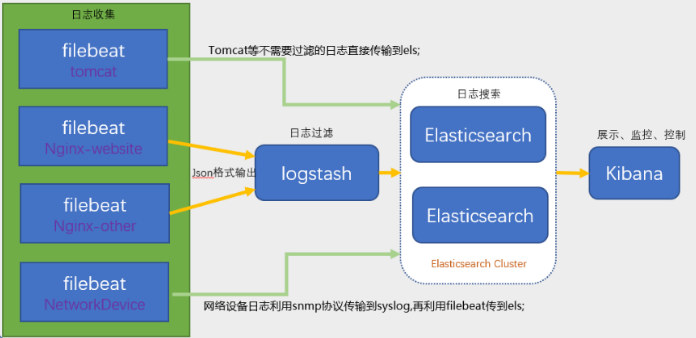 日志收集
filebeat
tomcat
Tomcat等不需要过滤的日志直接传输到els;
filebeat
Nginx-website
Json格式输出
filebeat
Nginx-other
filebeat
NetworkDevice
网络设备日志利用snmp协议传输到syslog,再利用filebeat传到els;
日志过滤
logstash
日志搜索
Elasticsearch
Elasticsearch
Elasticsearch Cluster
展示、监控、控制
Kibana